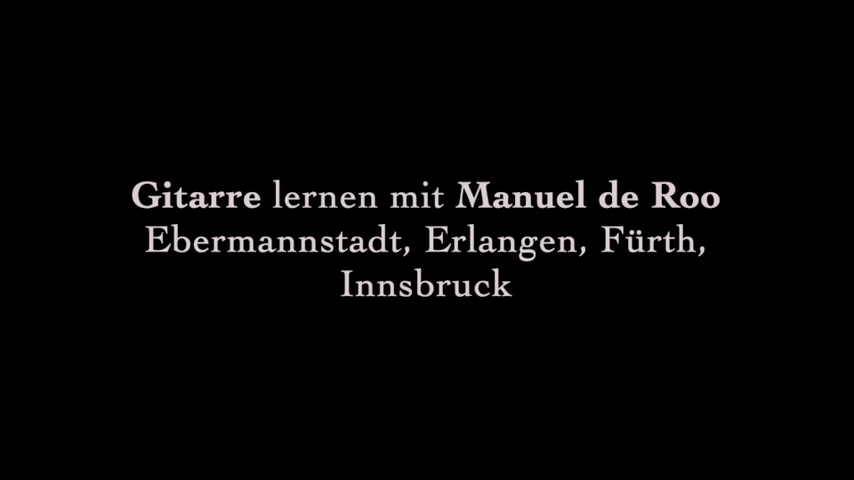 Gitarre lernen mit Manuel de Roo
Ebermannstadt, Erlangen, Fürth,
Innsbruck